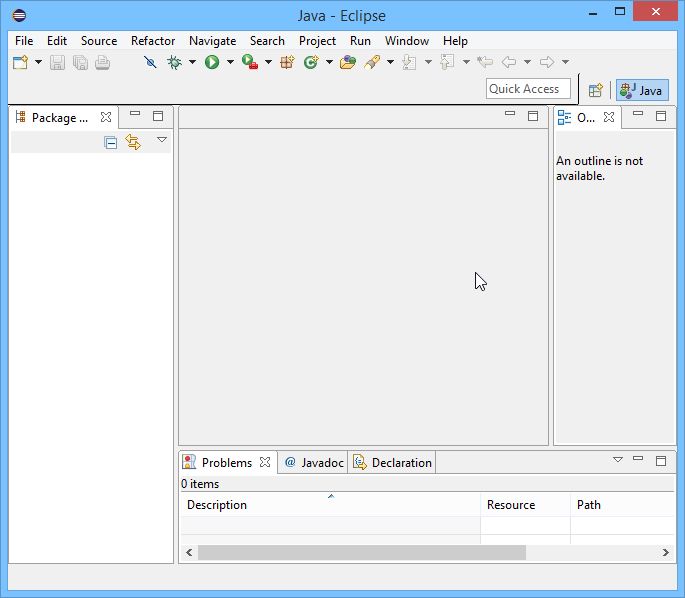 Java - Eclipse
File Edit Source Refactor Navigate Search Project Run Window Help
Quick Access
Java
Package ...
O...
An outline is not
available.
Problems @ Javadoc Declaration
0 items
Description Resource Path